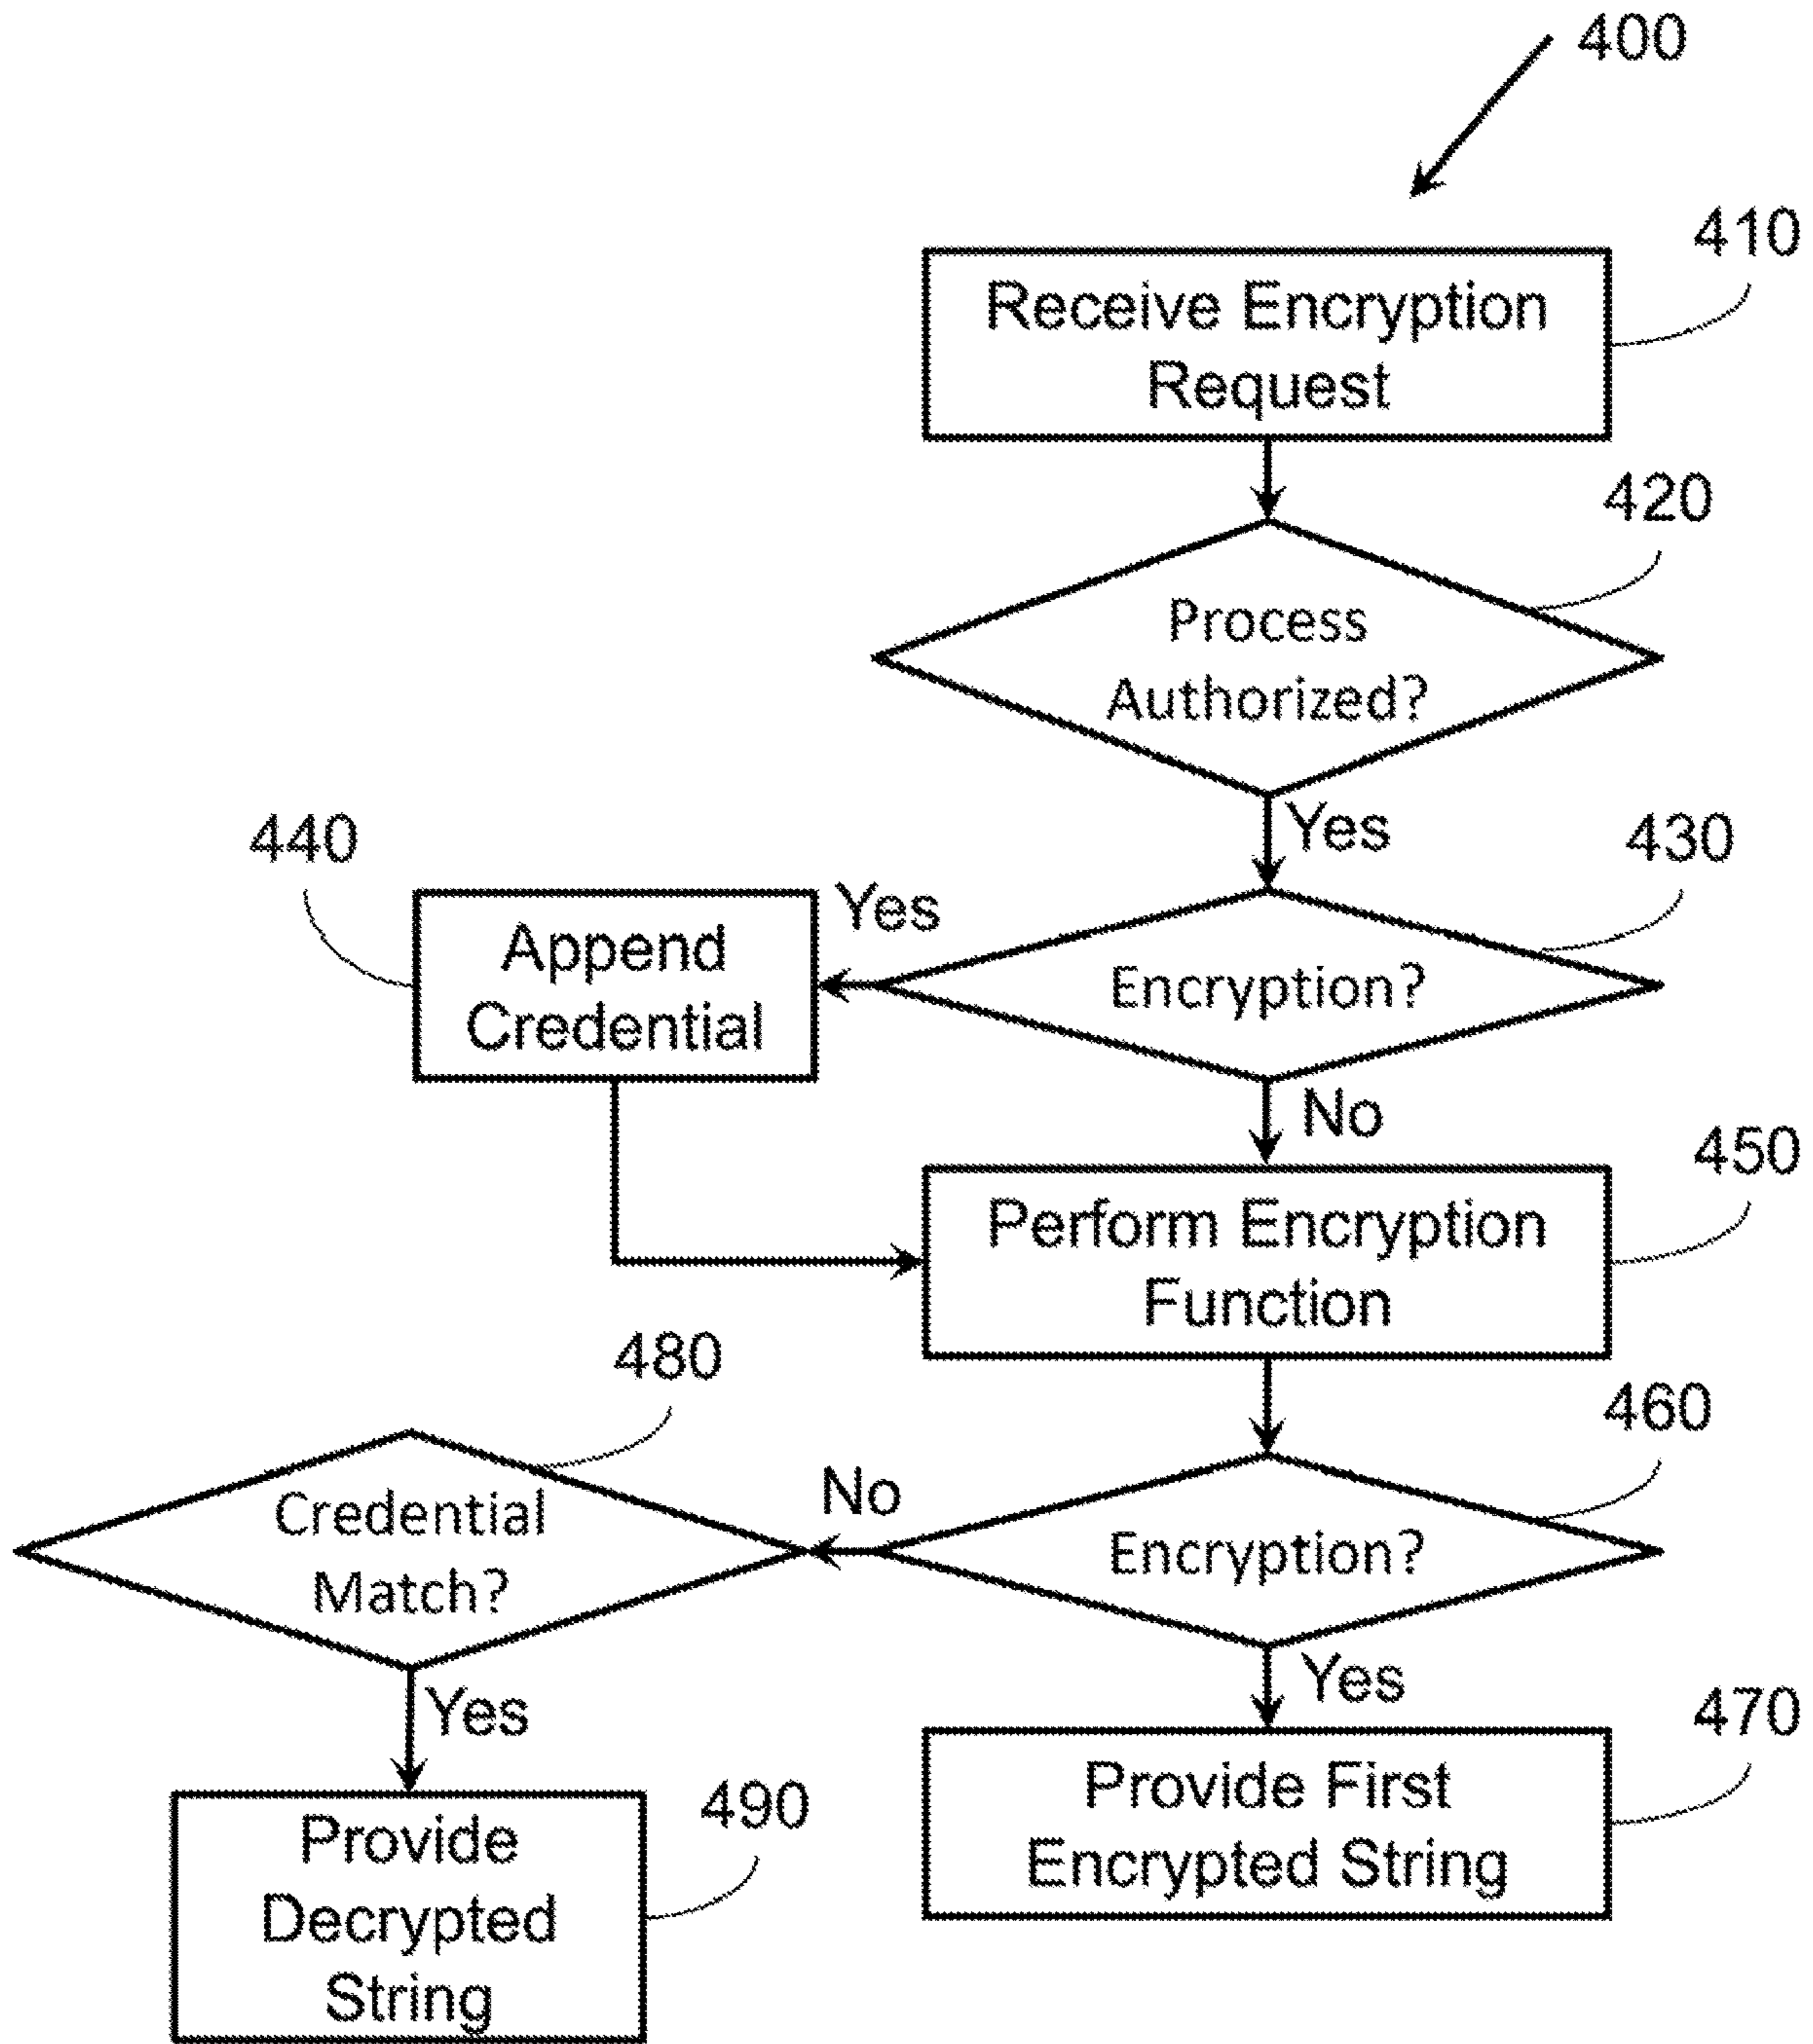 400
410
Receive Encryption
Request
420
Process
Authorized?
Yes
430
440
Yes
Append
Credential
Encryption?
No
450
Perform Encryption
Function
480
460
No
Credential
Match?
Encryption?
Yes
Yes
470
490
Provide First
Encrypted String
Provide
Decrypted
String